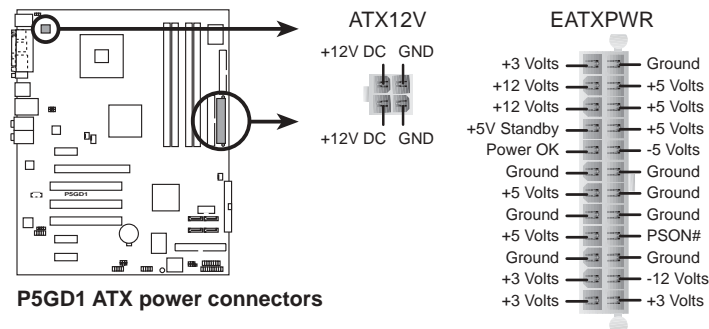 ATX12V
+12V DC GND
+12V DC GND
EATXPWR
+3 Volts Ground
+12 Volts +5 Volts
+12 Volts +5 Volts
+5V Standby +5 Volts
Power OK -5 Volts
Ground Ground
+5 Volts Ground
Ground Ground
+5 Volts PSON#
Ground Ground
+3 Volts -12 Volts
+3 Volts +3 Volts
P5GD1
P5GD1 ATX power connectors